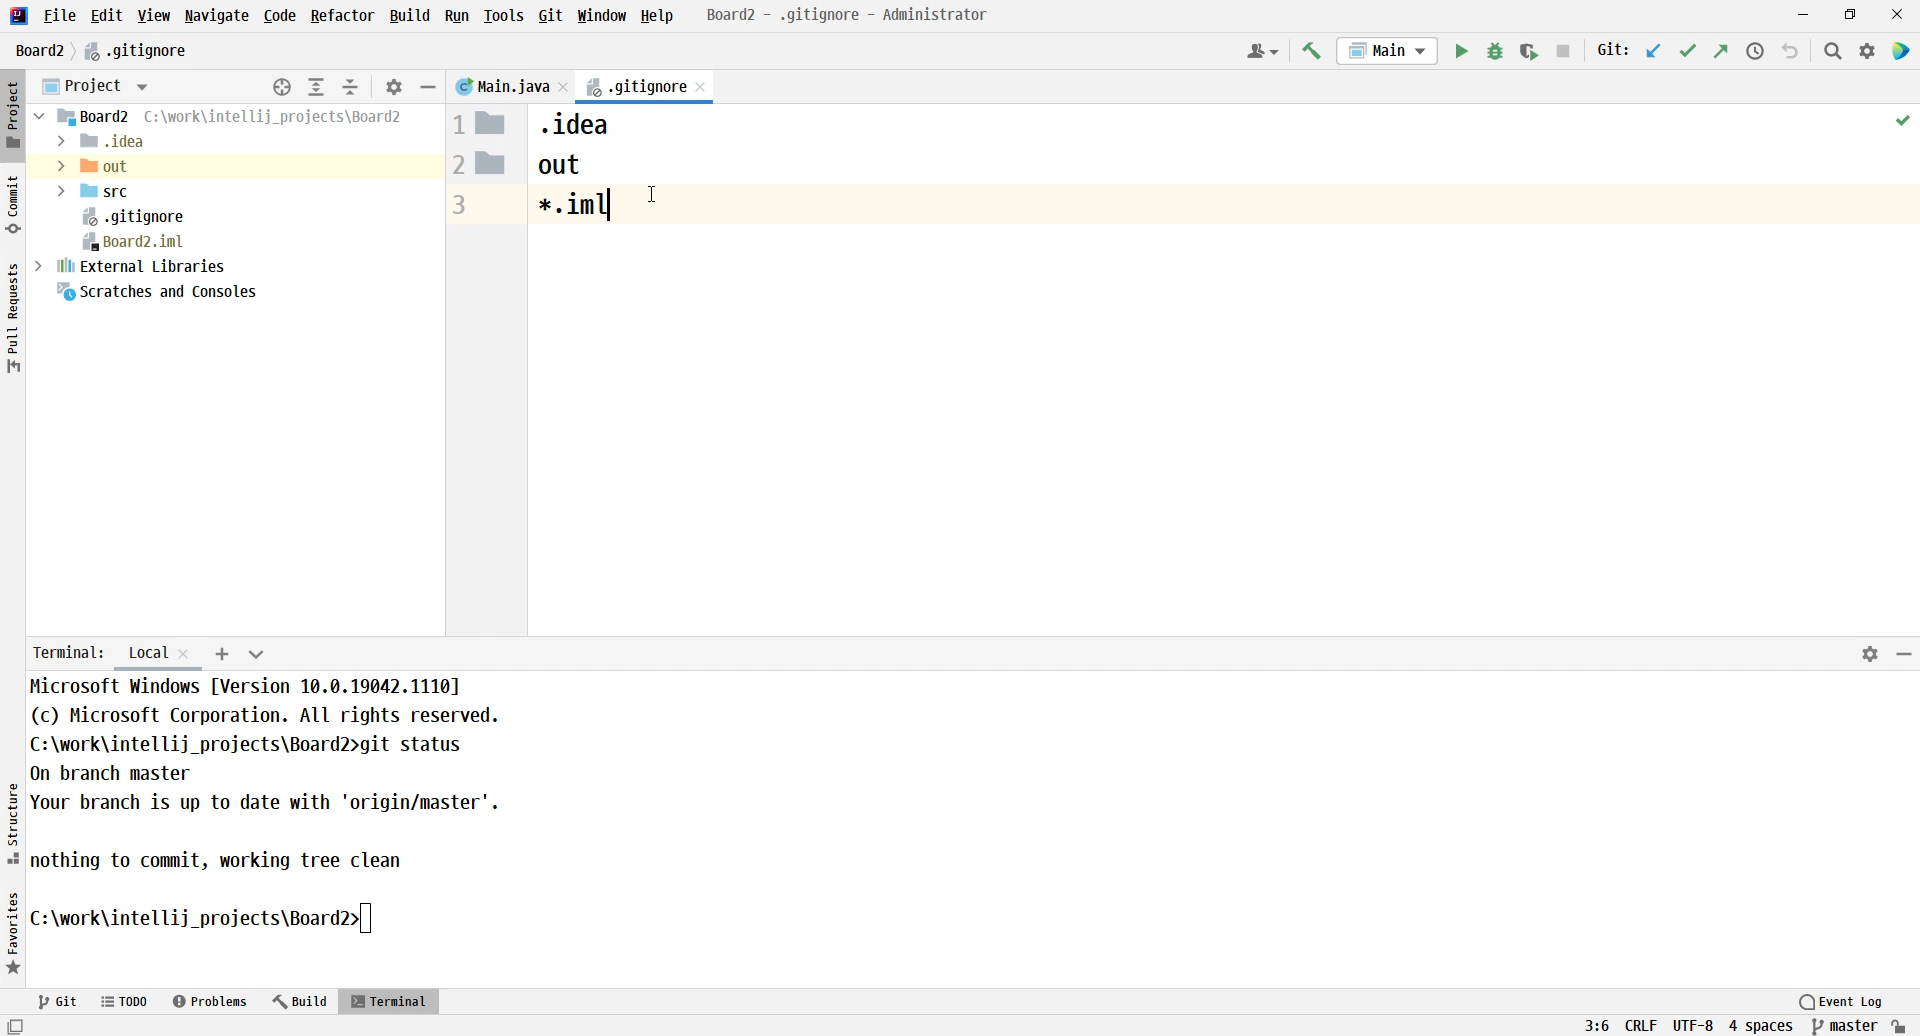 File Edit View Navigate Code Refactor Build Run Tools Git Window Help Board2 - .gitignore - Administrator
Board2 .gitignore Main Git:
Project Main.java .gitignore
Board2 C:\work\intellij_projects\Board2
.idea
out
src
.gitignore
Board2.iml
External Libraries
Scratches and Consoles
1 .idea
2 out
3 *.iml
Project
Commit
Pull Requests
Structure
Favorites
Terminal: Local
Microsoft Windows [Version 10.0.19042.1110]
(c) Microsoft Corporation. All rights reserved.
C:\work\intellij_projects\Board2>git status
On branch master
Your branch is up to date with 'origin/master'.
nothing to commit, working tree clean
C:\work\intellij_projects\Board2>
Git TODO Problems Build Terminal Event Log
3:6 CRLF UTF-8 4 spaces master